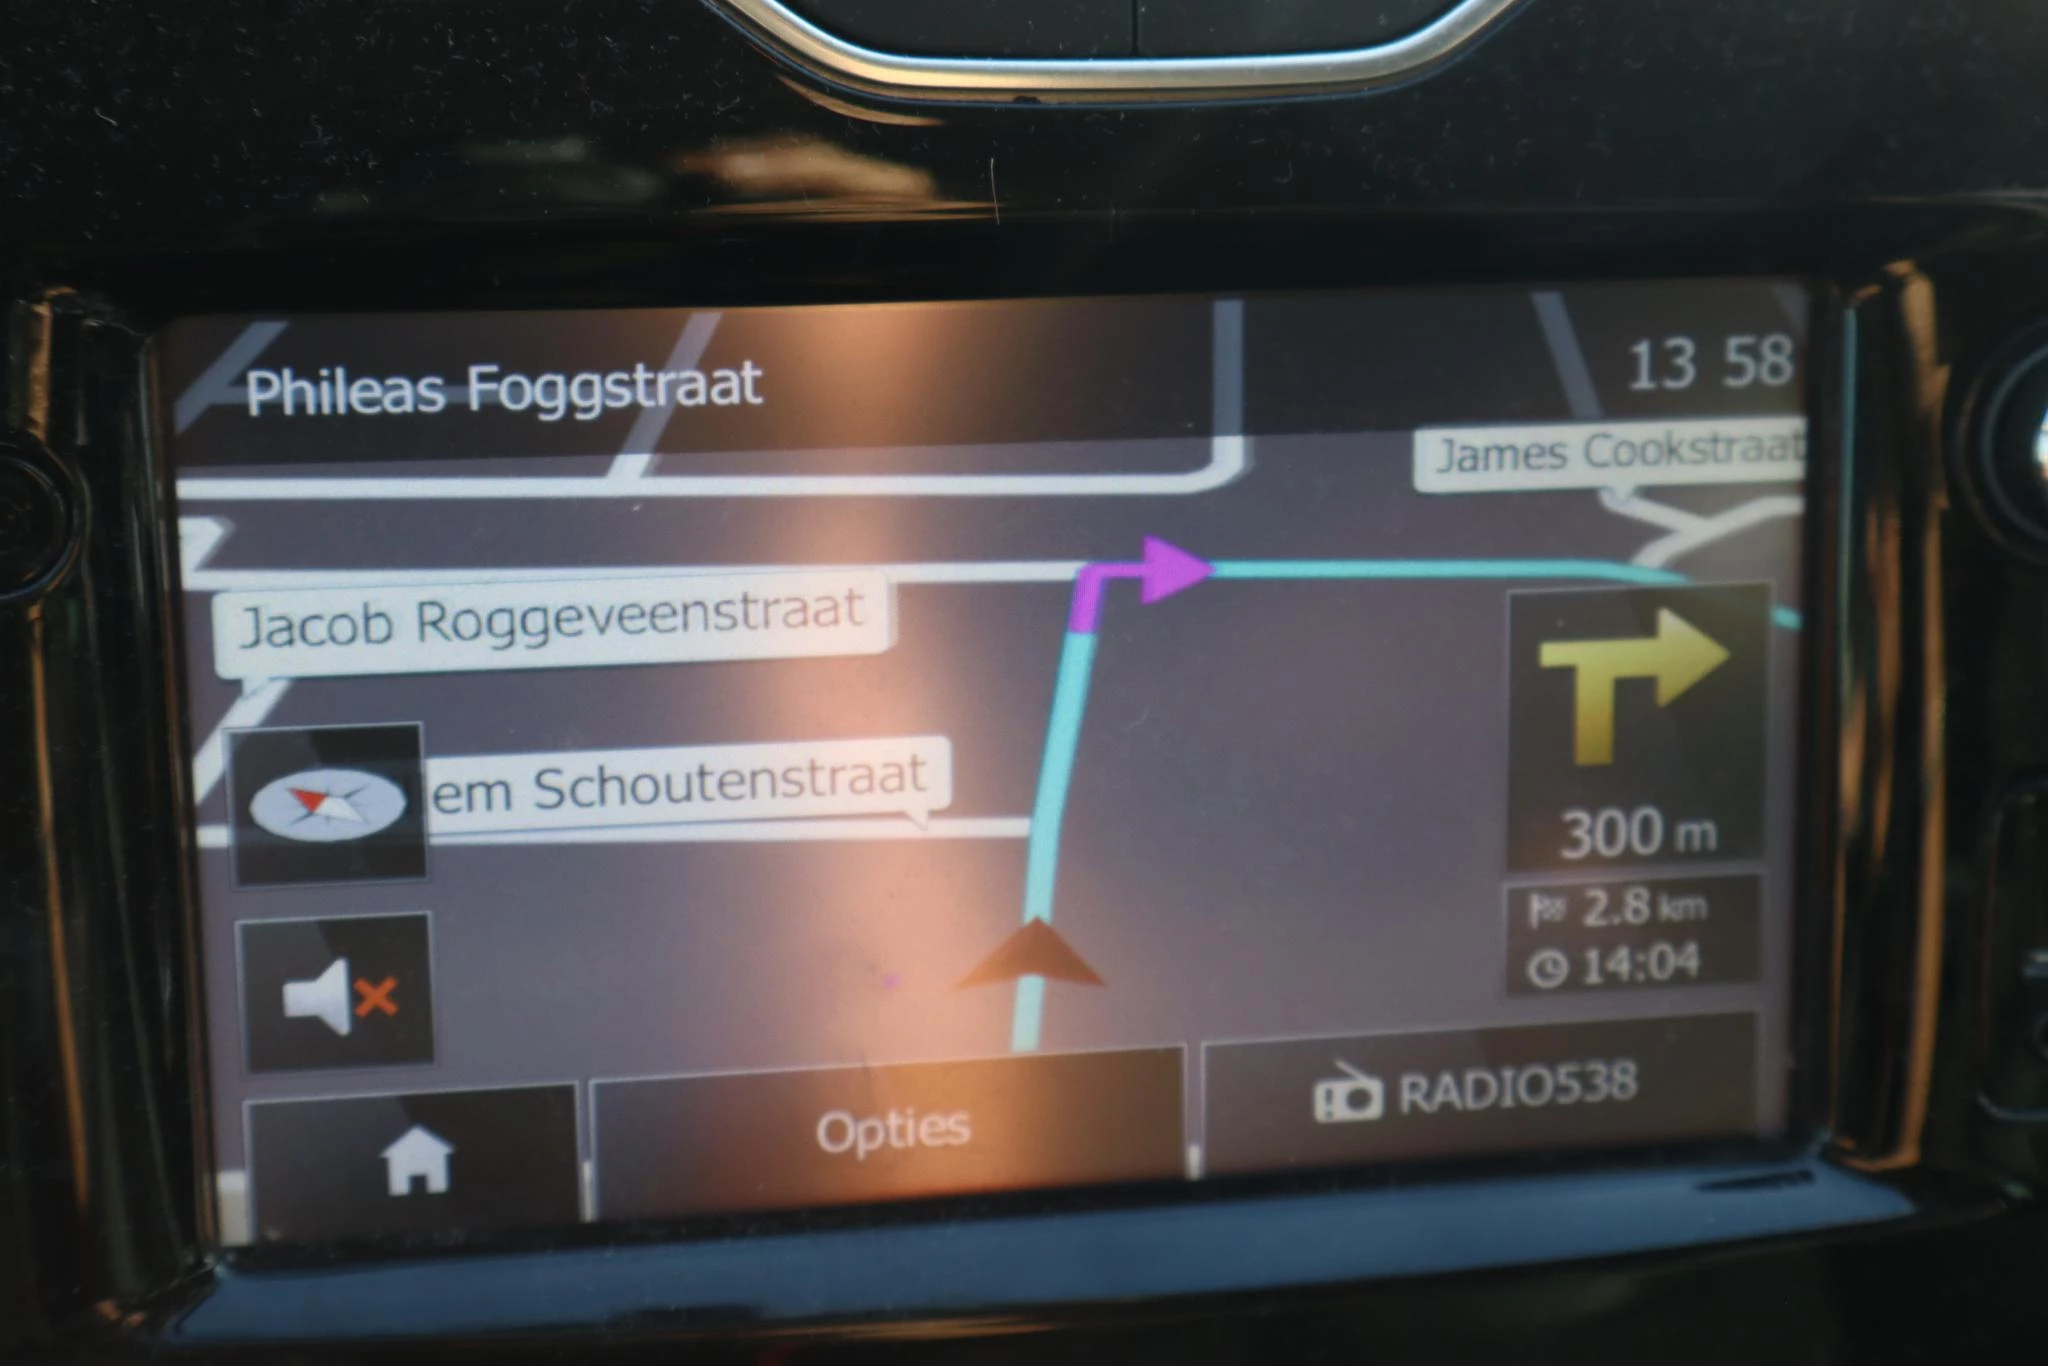 Phileas Foggstraat
13 58
James Cookstraat
Jacob Roggeveenstraat
em Schoutenstraat
300 m
2.8 km
14:04
Opties
RADIO538